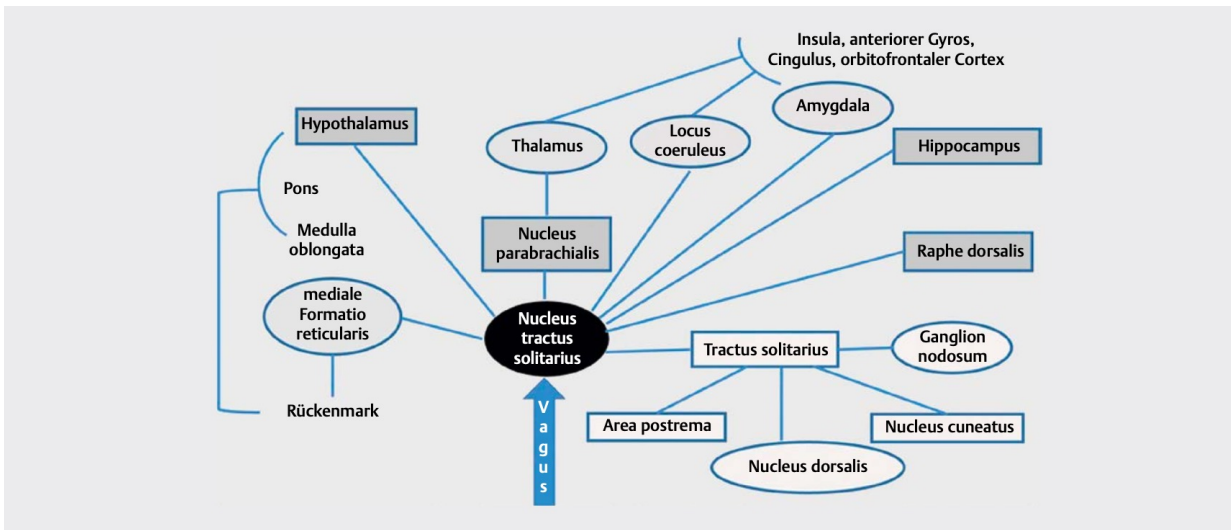 Insula, anteriorer Gyros,
Cingulus, orbitofrontaler Cortex
Hypothalamus
Amygdala
Thalamus
Locus
coeruleus
Hippocampus
Pons
Medulla
oblongata
Nucleus
parabrachialis
Raphe dorsalis
mediale
Formatio
reticularis
Nucleus
tractus
solitarius
Tractus solitarius
Ganglion
nodosum
Rückenmark
Vagus
Area postrema
Nucleus cuneatus
Nucleus dorsalis